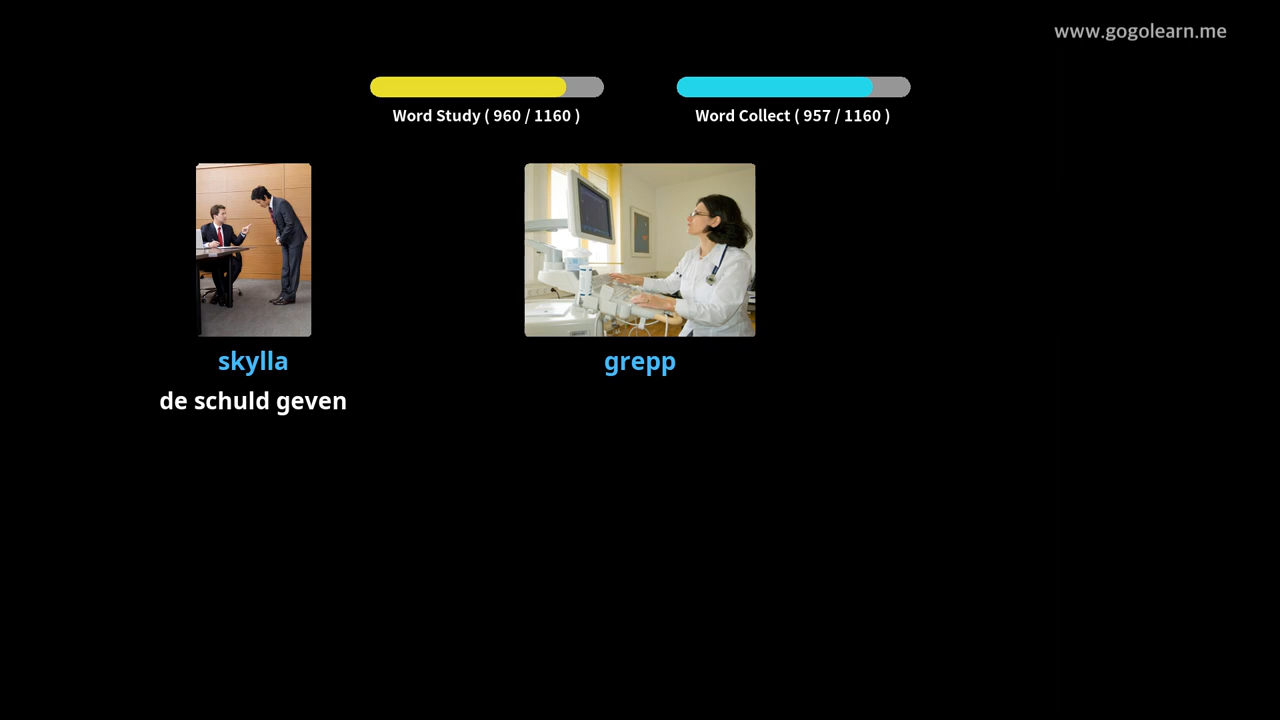 www.gogolearn.me
Word Study ( 960 / 1160 )
Word Collect ( 957 / 1160 )
skylla
grepp
de schuld geven